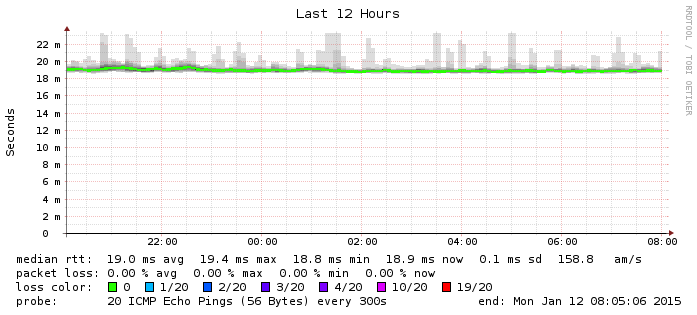 Last 12 Hours
RRDTOOL / TOBI OETIKER
Seconds
22 m
20 m
18 m
16 m
14 m
12 m
10 m
8 m
6 m
4 m
2 m
0
22:00 00:00 02:00 04:00 06:00 08:00
median rtt: 19.0 ms avg 19.4 ms max 18.8 ms min 18.9 ms now 0.1 ms sd 158.8 am/s
packet loss: 0.00 % avg 0.00 % max 0.00 % min 0.00 % now
loss color: 0 1/20 2/20 3/20 4/20 10/20 19/20
probe: 20 ICMP Echo Pings (56 Bytes) every 300s end: Mon Jan 12 08:05:06 2015